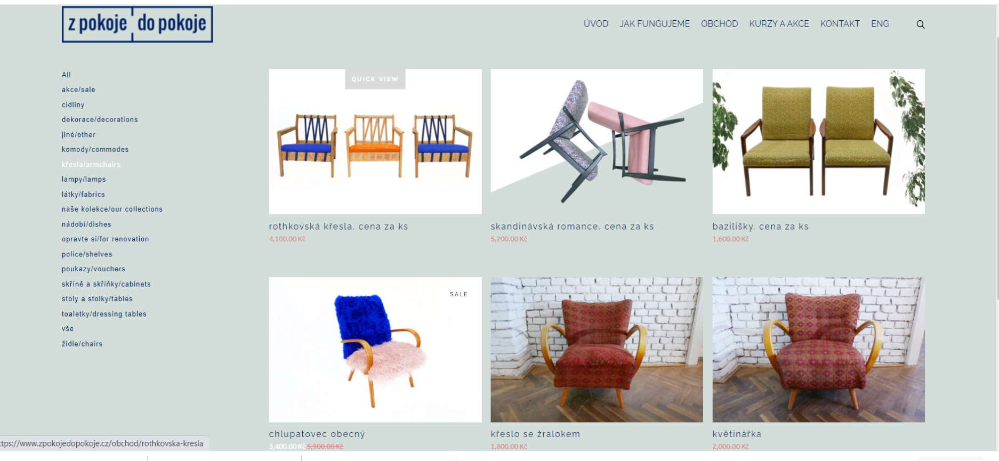 z pokoje do pokoje
ÚVOD JAK FUNGUJEME OBCHOD KURZY A AKCE KONTAKT ENG
All
akce/sale
cidliny
dekorace/decorations
jiné/other
komody/commodes
křesla/armchairs
lampy/lamps
látky/fabrics
naše kolekce/our collections
nádobí/dishes
opravte si/for renovation
police/shelves
poukazy/vouchers
skříně a skříňky/cabinets
stoly a stolky/tables
toaletky/dressing tables
vše
židle/chairs
QUICK VIEW
rothkovská křesla, cena za ks
4,100.00 Kč
skandinávská romance, cena za ks
5,200.00 Kč
bazilišky, cena za ks
1,600.00 Kč
SALE
chlupatovec obecný
5,400.00 Kč 5,900.00 Kč
křeslo se žralokem
1,800.00 Kč
květinářka
2,000.00 Kč
ttps://www.zpokojedopokoje.cz/obchod/rothkovska-kresla